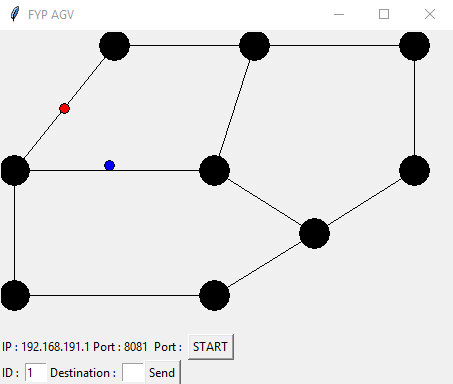 FYP AGV
IP : 192.168.191.1 Port : 8081 Port : START
ID : 1 Destination : Send